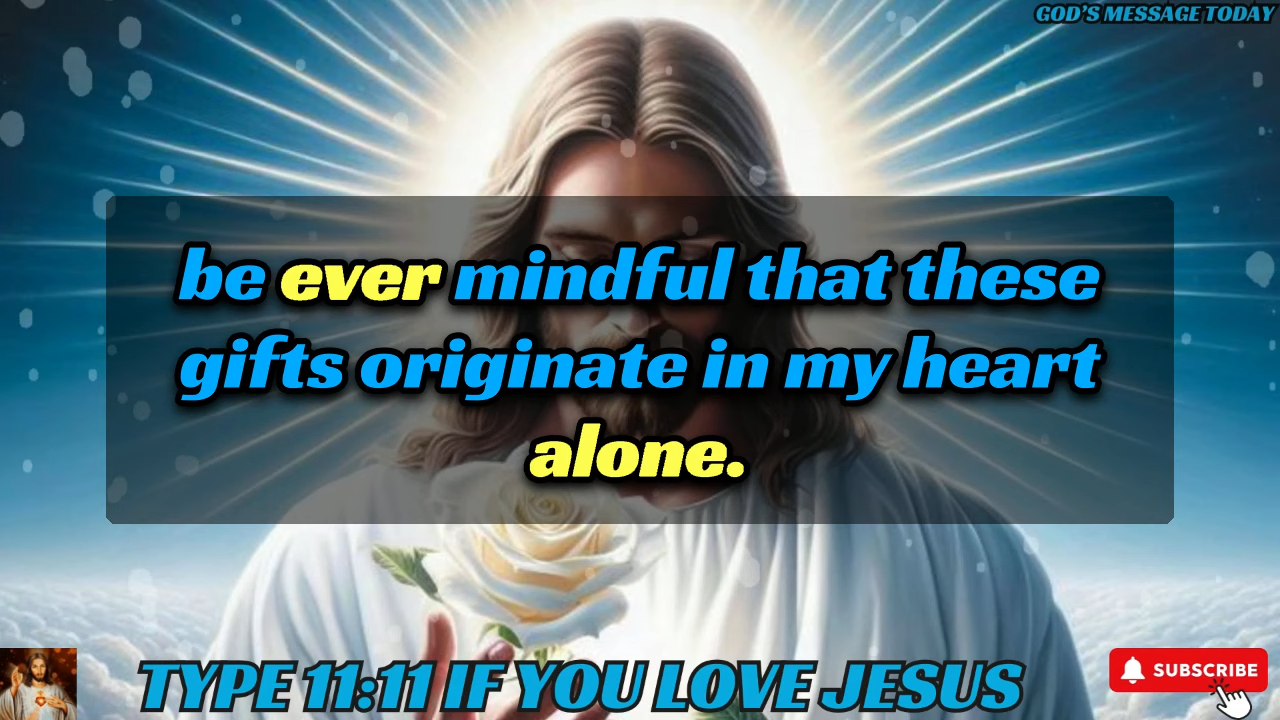 GOD'S MESSAGE TODAY
be ever mindful that these
gifts originate in my heart
alone.
TYPE 11:11 IF YOU LOVE JESUS
SUBSCRIBE